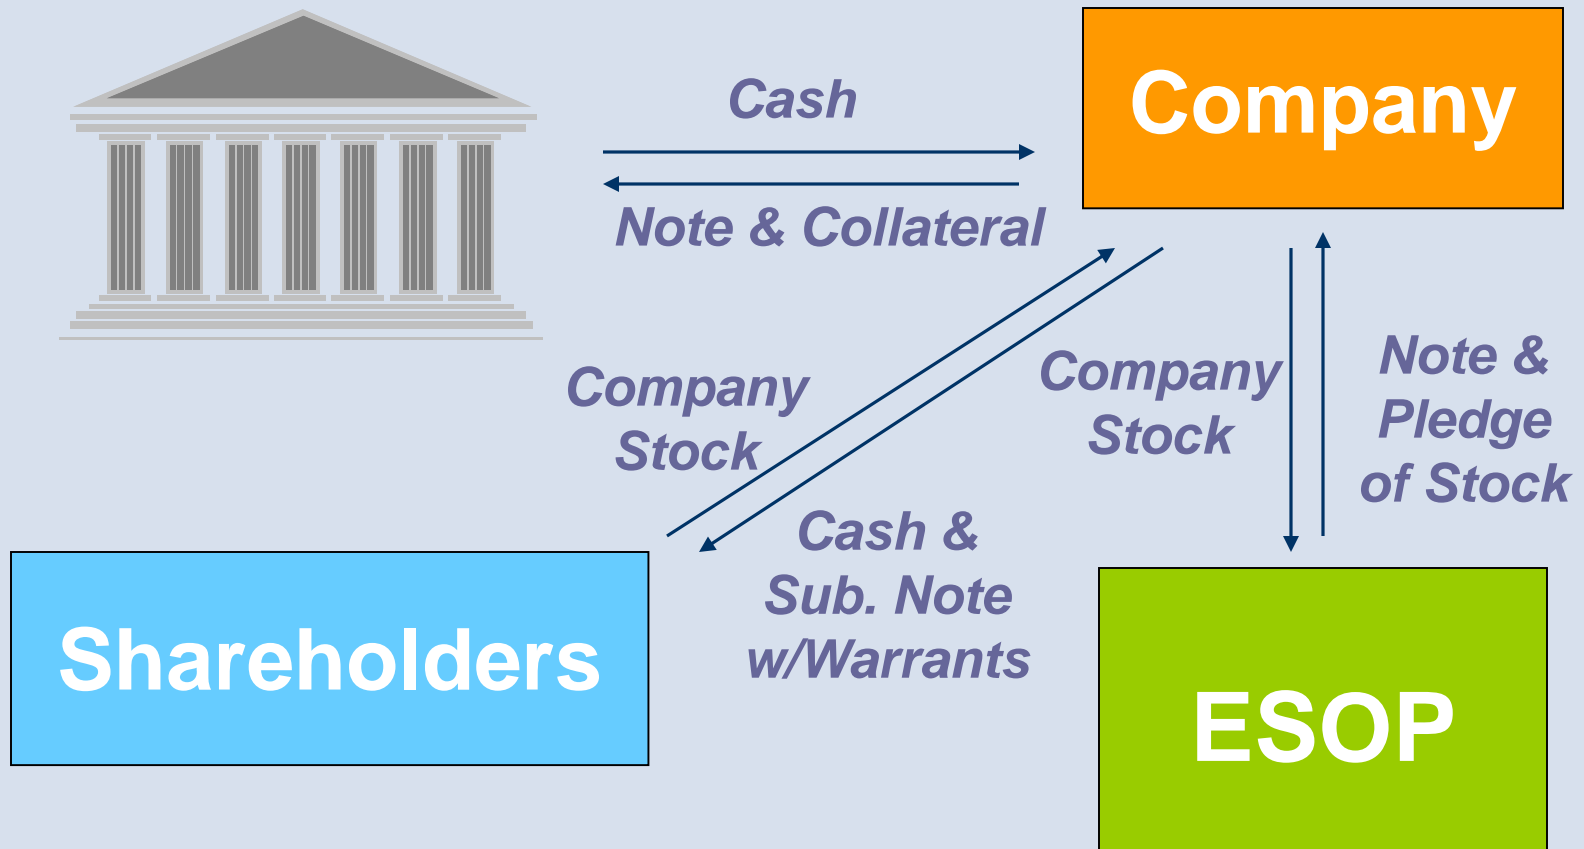 Cash
Company
Note & Collateral
Company
Stock
Company
Stock
Note &
Pledge
of Stock
Cash &
Sub. Note
w/Warrants
Shareholders
ESOP